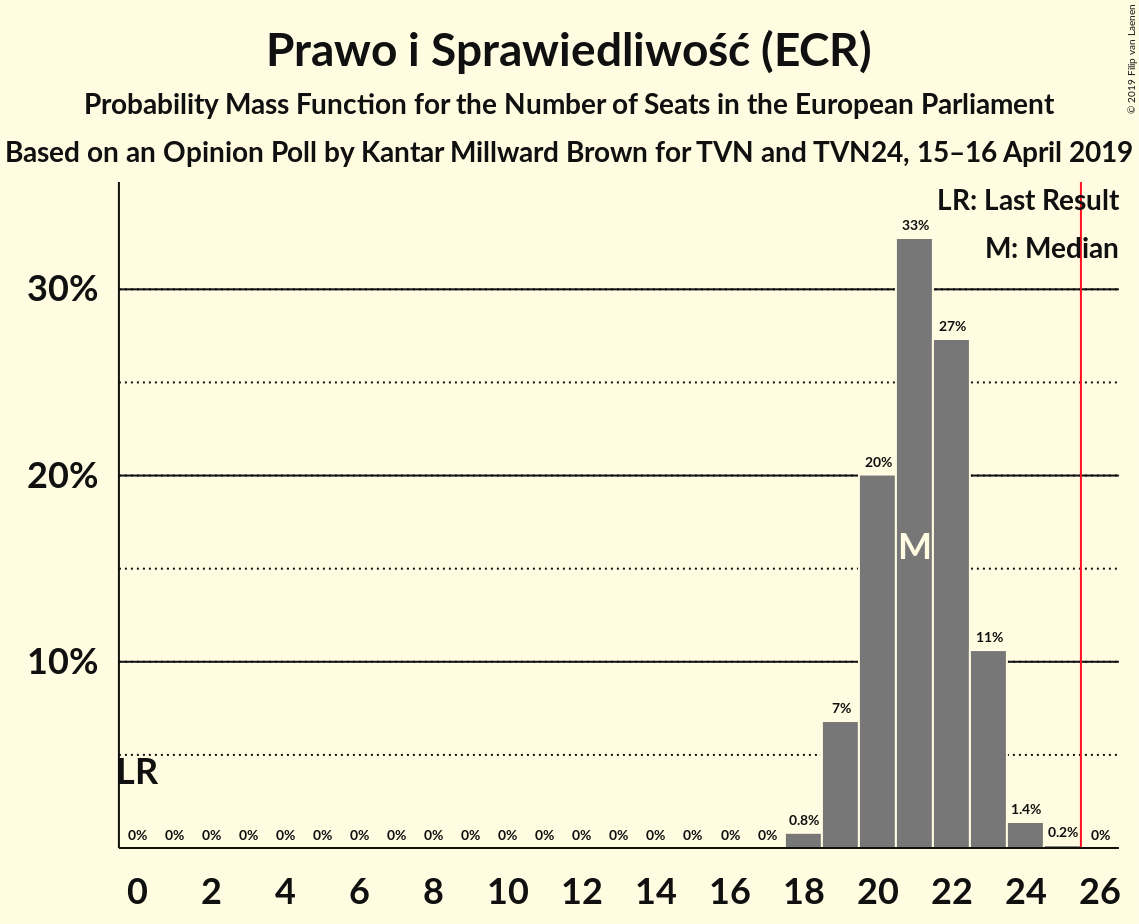 Prawo i Sprawiedliwość (ECR)
Probability Mass Function for the Number of Seats in the European Parliament
Based on an Opinion Poll by Kantar Millward Brown for TVN and TVN24, 15–16 April 2019
© 2019 Filip van Laenen
LR: Last Result
M: Median
33%
30%
27%
20%
20%
M
11%
10%
7%
LR
0% 0% 0% 0% 0% 0% 0% 0% 0% 0% 0% 0% 0% 0% 0% 0% 0% 0% 0.8% 1.4% 0.2% 0%
0 2 4 6 8 10 12 14 16 18 20 22 24 26